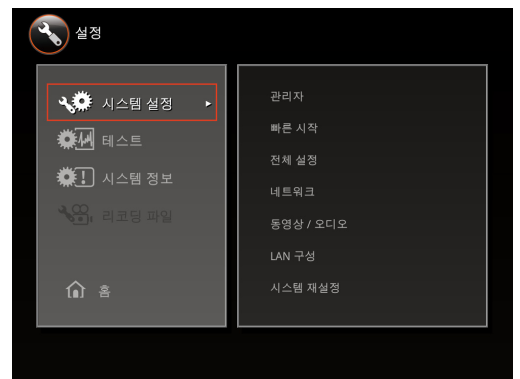 설정
시스템 설정
테스트
시스템 정보
리코딩 파일
홈
관리자
빠른 시작
전체 설정
네트워크
동영상 / 오디오
LAN 구성
시스템 재설정